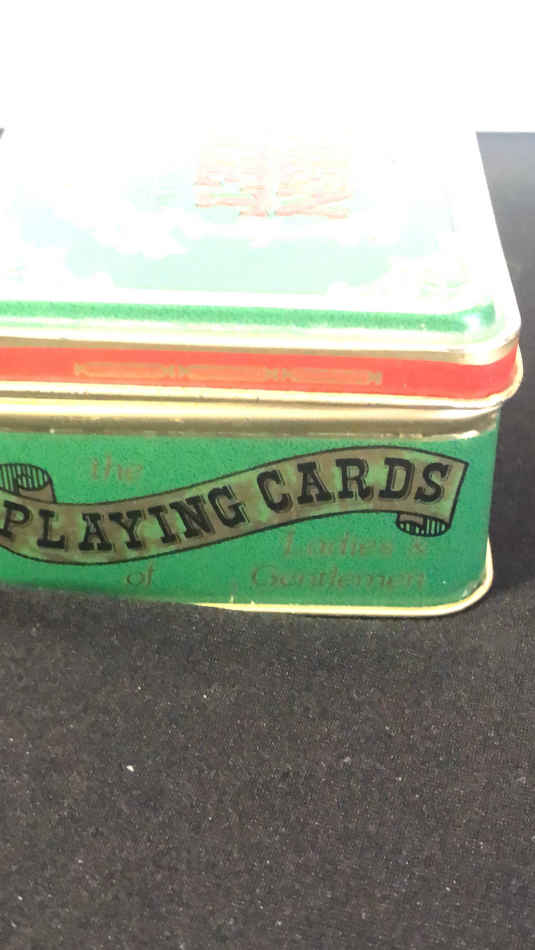 the
PLAYING CARDS
of Ladies &
Gentlemen